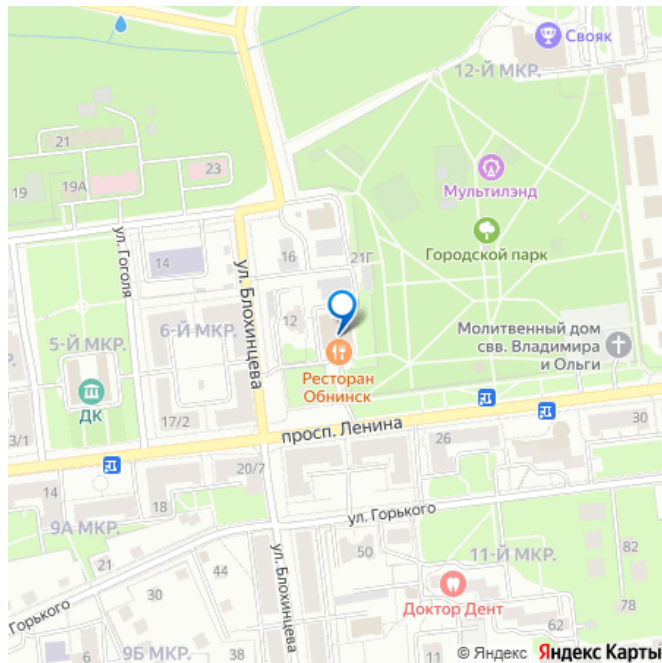 Свояк
12-Й МКР.
21
23
19А
19
Мультилэнд
ул. Гоголя
Городской парк
21Г
16
14
ул. Блохинцева
12
6-Й МКР.
5-Й МКР.
Молитвенный дом
свв. Владимира
и Ольги
Ресторан
Обнинск
ДК
17/2
3/1
просп. Ленина
26
30
20/7
14
18
ул. Горького
9А МКР.
50
11-Й МКР.
82
21
44
ул. Блохинцева
30
Доктор Дент
78
62
Горького
6
9Б МКР.
38
41
© Яндекс Яндекс Карты